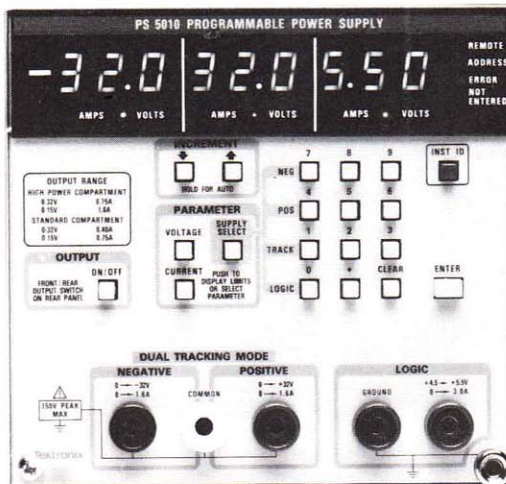 PS 5010 PROGRAMMABLE POWER SUPPLY
-32.0 32.0 5.50
REMOTE
ADDRESS
ERROR
NOT
ENTERED
AMPS • VOLTS AMPS • VOLTS AMPS • VOLTS
INCREMENT
HOLD FOR AUTO
OUTPUT RANGE
HIGH POWER COMPARTMENT
0-32V 0.75A
0-15V 1.6A
STANDARD COMPARTMENT
0-32V 0.40A
0-15V 0.75A
OUTPUT
ON/OFF
FRONT/REAR
OUTPUT SWITCH
ON REAR PANEL
PARAMETER
VOLTAGE
SUPPLY
SELECT
CURRENT
PUSH TO
DISPLAY LIMITS
OR SELECT
PARAMETER
7 8 9
NEG
4 5 6
POS
1 2 3
TRACK
0 • CLEAR
LOGIC
INST ID
ENTER
DUAL TRACKING MODE
NEGATIVE
0 — -32V
0 — 1.6A
COMMON
POSITIVE
0 — +32V
0 — 1.6A
LOGIC
GROUND
+4.5 — +5.5V
0 — 3.0A
150V PEAK
MAX
Tektronix